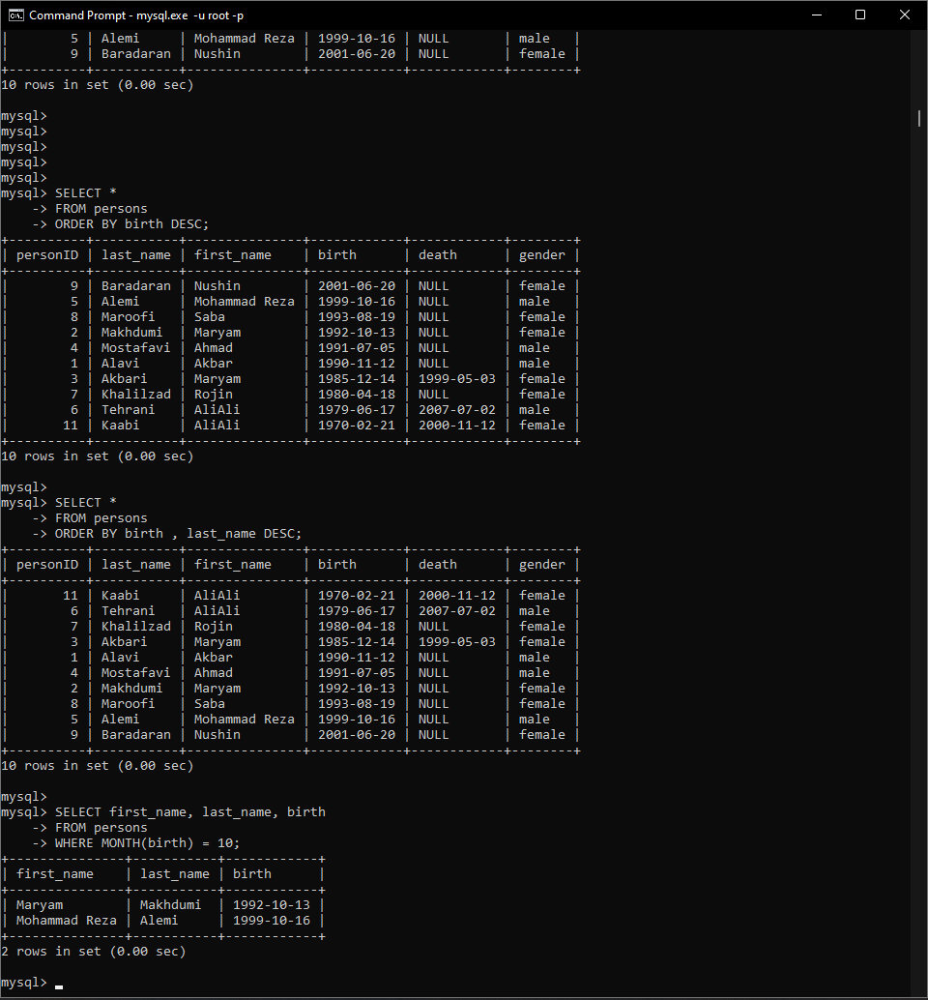 Command Prompt - mysql.exe  -u root -p
|        5 | Alemi     | Mohammad Reza | 1999-10-16 | NULL       | male   |
|        9 | Baradaran | Nushin        | 2001-06-20 | NULL       | female |
+----------+-----------+---------------+------------+------------+--------+
10 rows in set (0.00 sec)

mysql>
mysql>
mysql>
mysql>
mysql>
mysql> SELECT *
    -> FROM persons
    -> ORDER BY birth DESC;
+----------+-----------+---------------+------------+------------+--------+
| personID | last_name | first_name    | birth      | death      | gender |
+----------+-----------+---------------+------------+------------+--------+
|        9 | Baradaran | Nushin        | 2001-06-20 | NULL       | female |
|        5 | Alemi     | Mohammad Reza | 1999-10-16 | NULL       | male   |
|        8 | Maroofi   | Saba          | 1993-08-19 | NULL       | female |
|        2 | Makhdumi  | Maryam        | 1992-10-13 | NULL       | female |
|        4 | Mostafavi | Ahmad         | 1991-07-05 | NULL       | male   |
|        1 | Alavi     | Akbar         | 1990-11-12 | NULL       | male   |
|        3 | Akbari    | Maryam        | 1985-12-14 | 1999-05-03 | female |
|        7 | Khalilzad | Rojin         | 1980-04-18 | NULL       | female |
|        6 | Tehrani   | AliAli        | 1979-06-17 | 2007-07-02 | male   |
|       11 | Kaabi     | AliAli        | 1970-02-21 | 2000-11-12 | female |
+----------+-----------+---------------+------------+------------+--------+
10 rows in set (0.00 sec)

mysql>
mysql> SELECT *
    -> FROM persons
    -> ORDER BY birth , last_name DESC;
+----------+-----------+---------------+------------+------------+--------+
| personID | last_name | first_name    | birth      | death      | gender |
+----------+-----------+---------------+------------+------------+--------+
|       11 | Kaabi     | AliAli        | 1970-02-21 | 2000-11-12 | female |
|        6 | Tehrani   | AliAli        | 1979-06-17 | 2007-07-02 | male   |
|        7 | Khalilzad | Rojin         | 1980-04-18 | NULL       | female |
|        3 | Akbari    | Maryam        | 1985-12-14 | 1999-05-03 | female |
|        1 | Alavi     | Akbar         | 1990-11-12 | NULL       | male   |
|        4 | Mostafavi | Ahmad         | 1991-07-05 | NULL       | male   |
|        2 | Makhdumi  | Maryam        | 1992-10-13 | NULL       | female |
|        8 | Maroofi   | Saba          | 1993-08-19 | NULL       | female |
|        5 | Alemi     | Mohammad Reza | 1999-10-16 | NULL       | male   |
|        9 | Baradaran | Nushin        | 2001-06-20 | NULL       | female |
+----------+-----------+---------------+------------+------------+--------+
10 rows in set (0.00 sec)

mysql>
mysql> SELECT first_name, last_name, birth
    -> FROM persons
    -> WHERE MONTH(birth) = 10;
+---------------+-----------+------------+
| first_name    | last_name | birth      |
+---------------+-----------+------------+
| Maryam        | Makhdumi  | 1992-10-13 |
| Mohammad Reza | Alemi     | 1999-10-16 |
+---------------+-----------+------------+
2 rows in set (0.00 sec)

mysql>